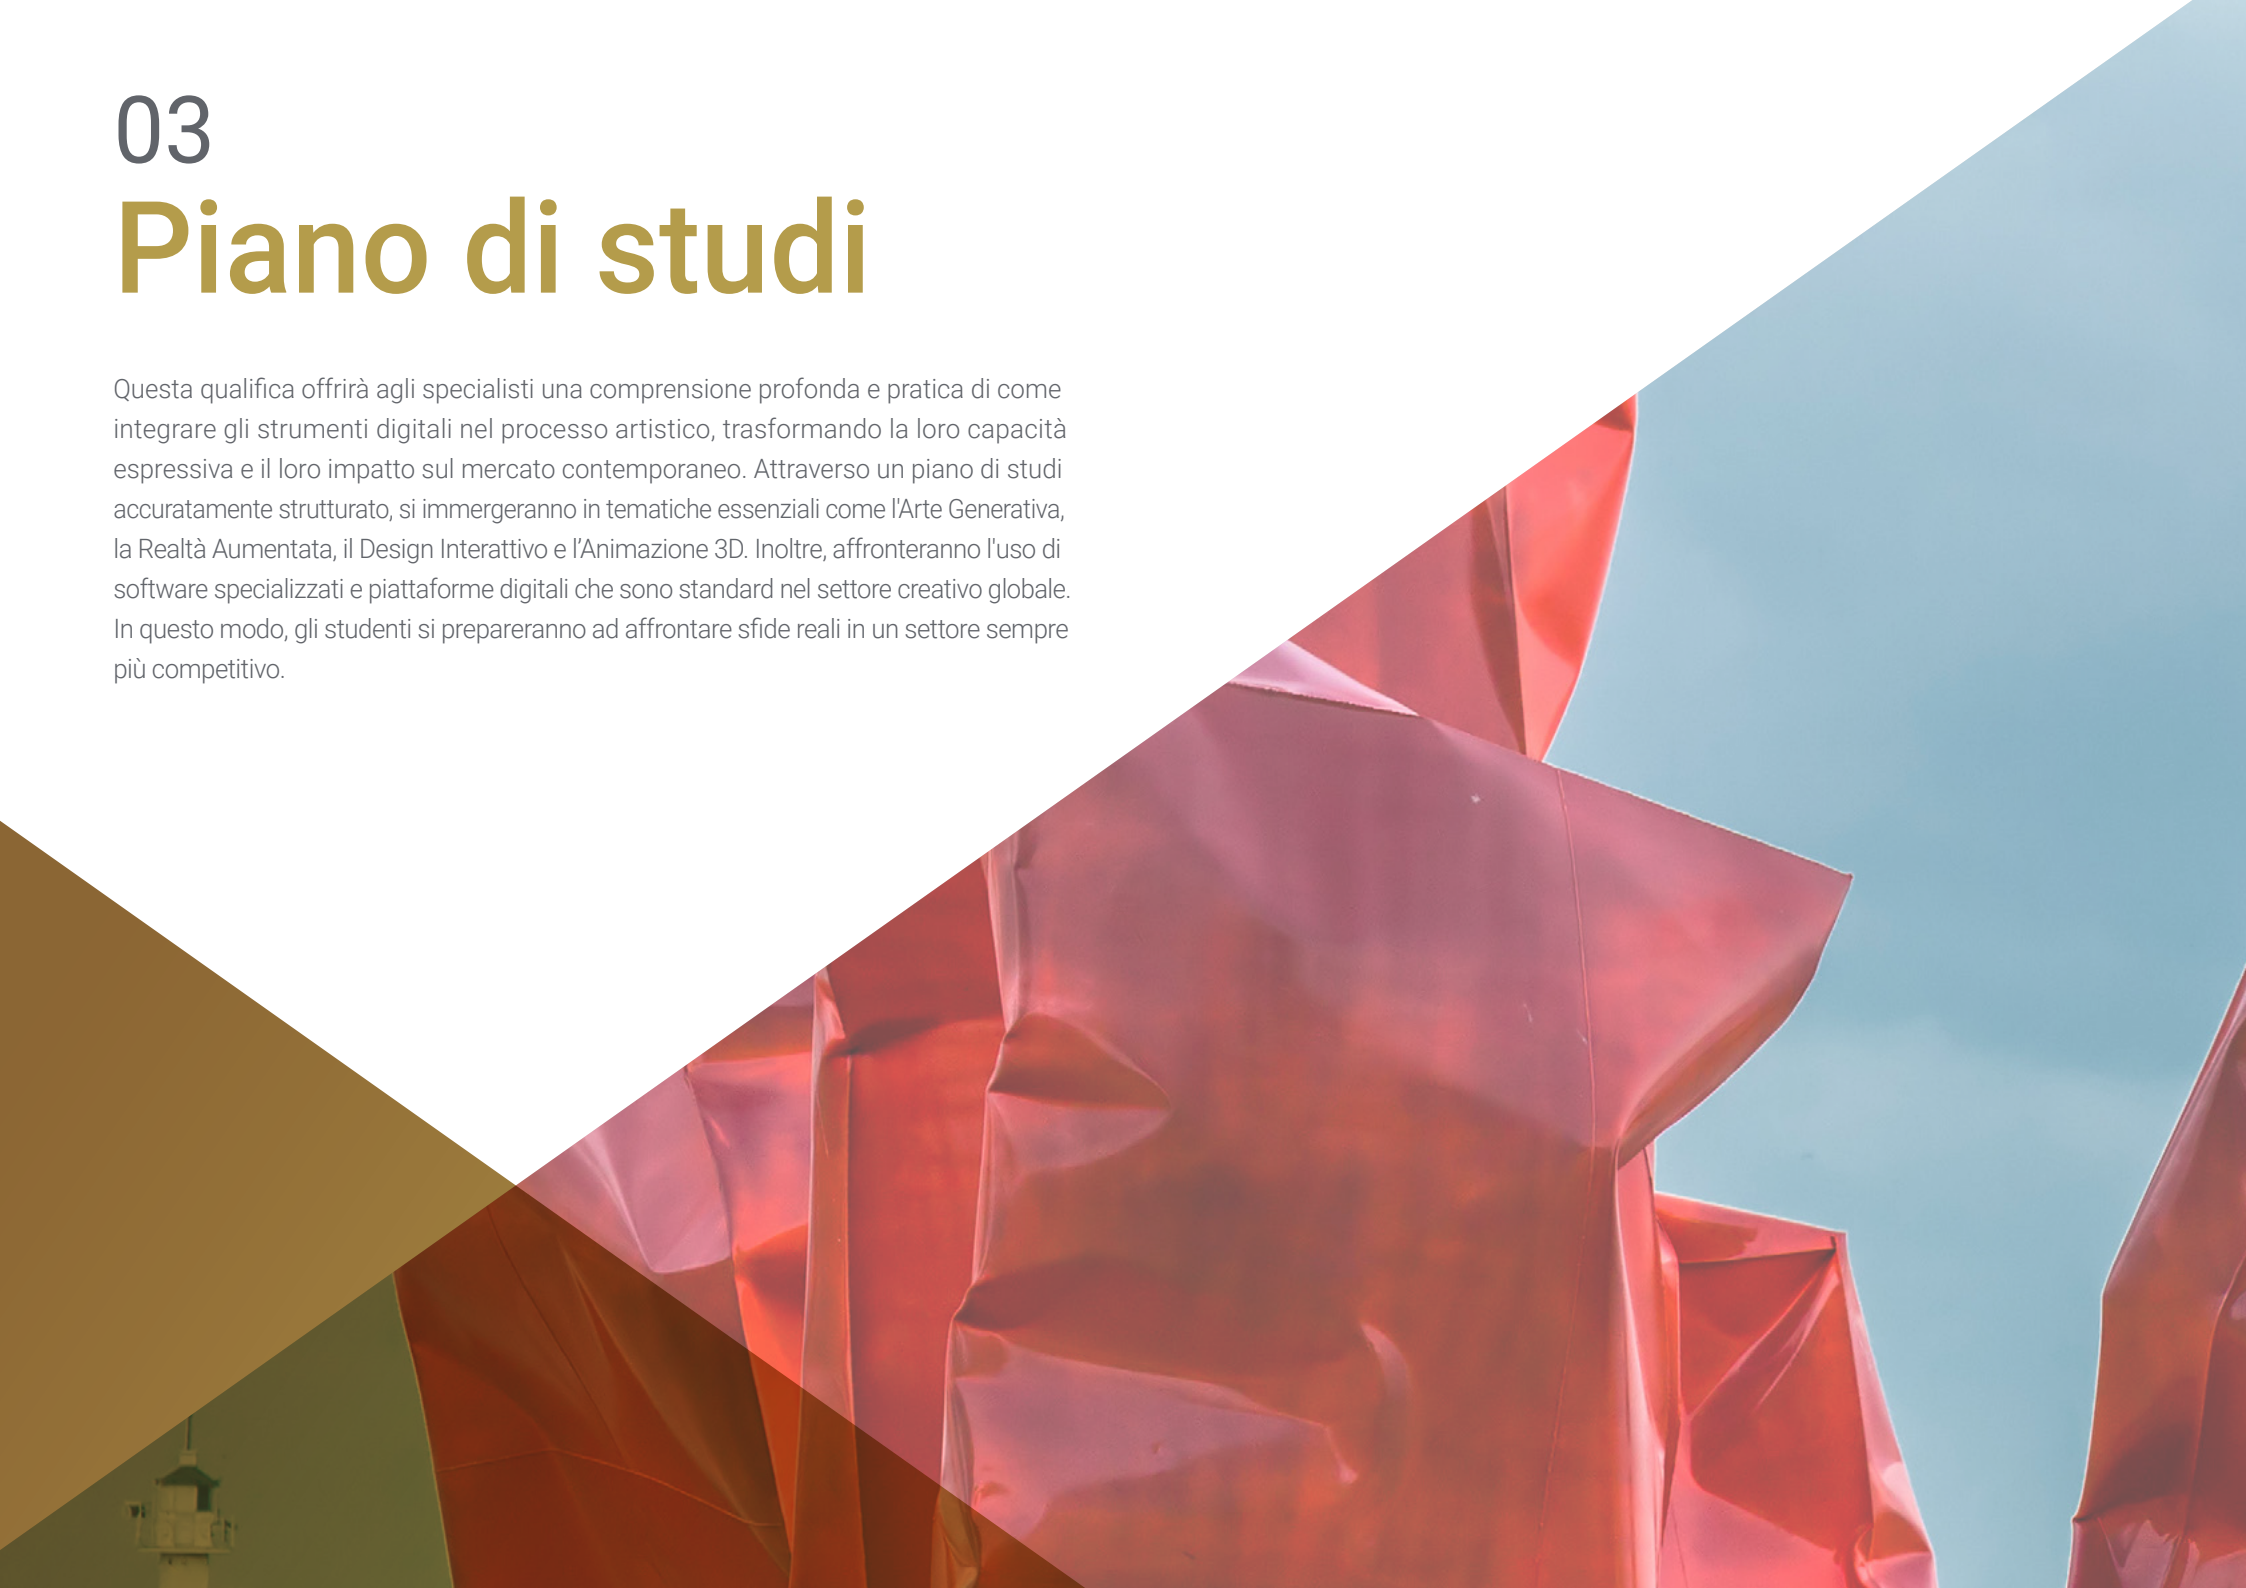 03
Piano di studi
Questa qualifica offrirà agli specialisti una comprensione profonda e pratica di come
integrare gli strumenti digitali nel processo artistico, trasformando la loro capacità
espressiva e il loro impatto sul mercato contemporaneo. Attraverso un piano di studi
accuratamente strutturato, si immergeranno in tematiche essenziali come l'Arte Generativa,
la Realtà Aumentata, il Design Interattivo e l’Animazione 3D. Inoltre, affronteranno l'uso di
software specializzati e piattaforme digitali che sono standard nel settore creativo globale.
In questo modo, gli studenti si prepareranno ad affrontare sfide reali in un settore sempre
più competitivo.